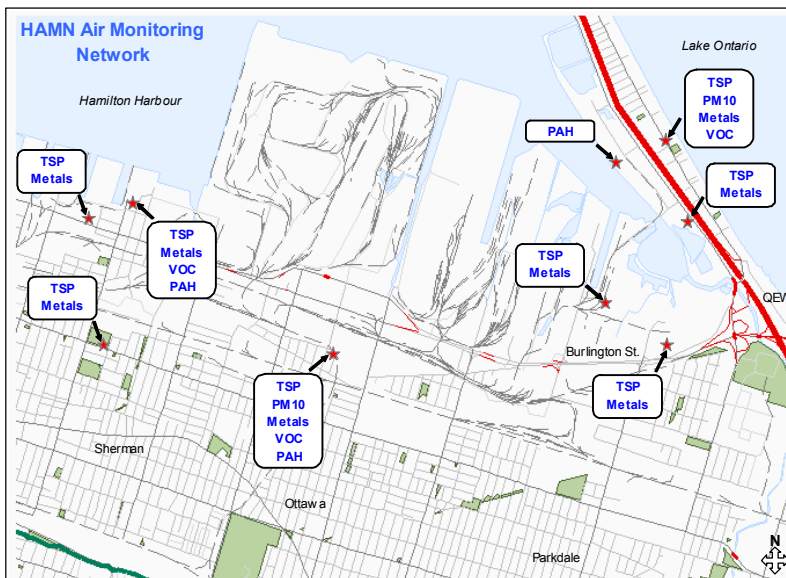 HAMN Air Monitoring
Network
Lake Ontario
Hamilton Harbour
TSP
PM10
Metals
VOC
PAH
TSP
Metals
TSP
Metals
TSP
Metals
VOC
PAH
TSP
Metals
TSP
Metals
QEW
Burlington St.
TSP
PM10
Metals
VOC
PAH
TSP
Metals
Sherman
Ottawa
Parkdale
N